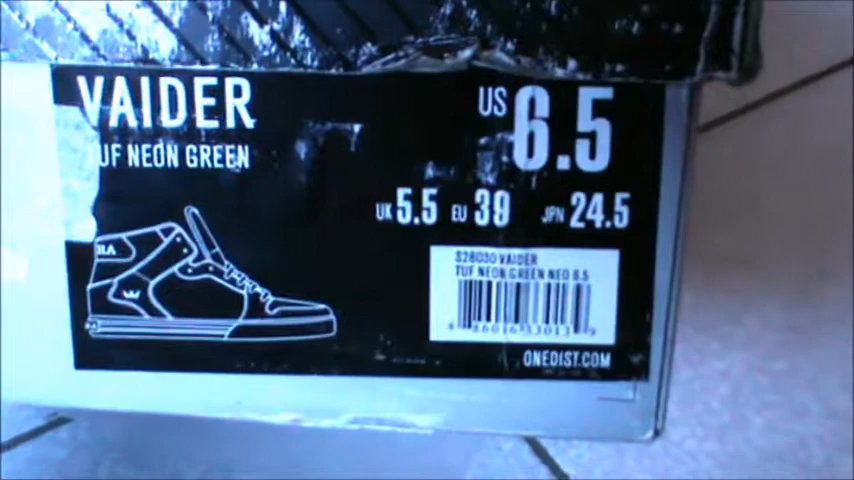 VAIDER
TUF NEON GREEN
US 6.5
UK 5.5 EU 39 JPN 24.5
S28030 VAIDER
TUF NEON GREEN NEO 6.5
ONEDIST.COM